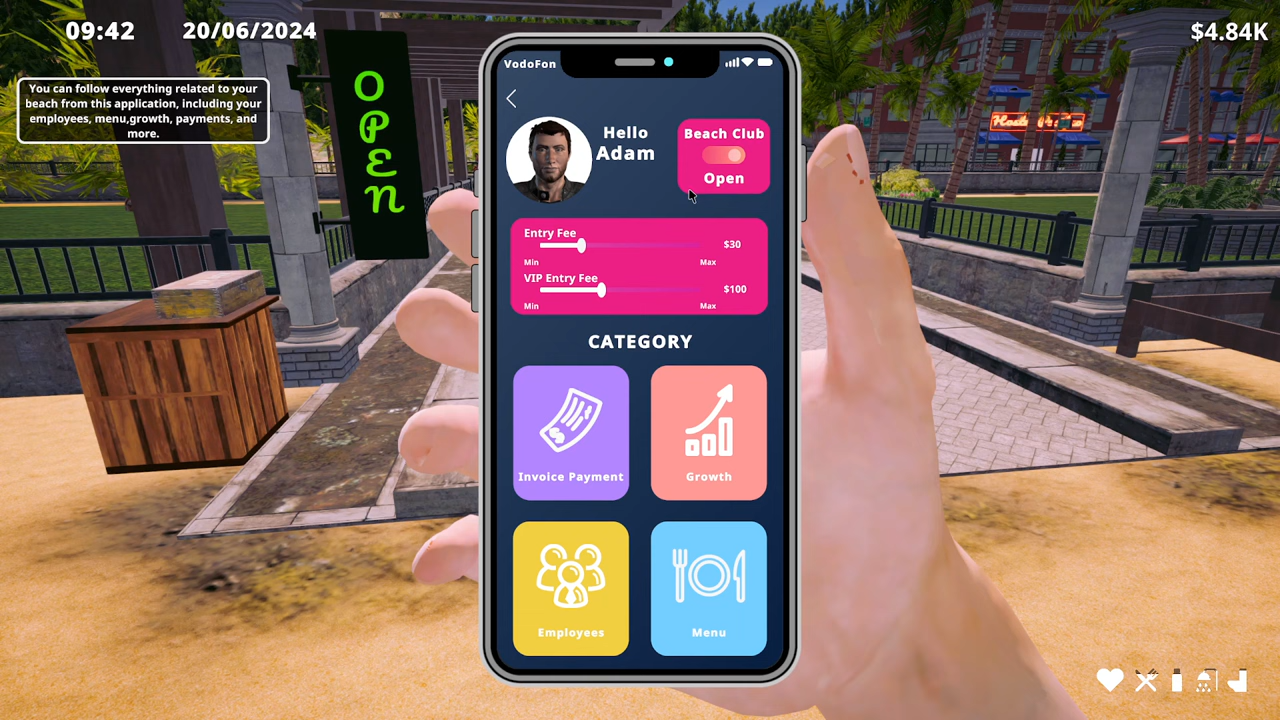 09:42
20/06/2024
$4.84K
You can follow everything related to your
beach from this application, including your
employees, menu,growth, payments, and
more.
OPEN
VodoFon
Hello
Adam
Beach Club
Open
Entry Fee
$30
Min
Max
VIP Entry Fee
$100
Min
Max
CATEGORY
Invoice Payment
Growth
Employees
Menu